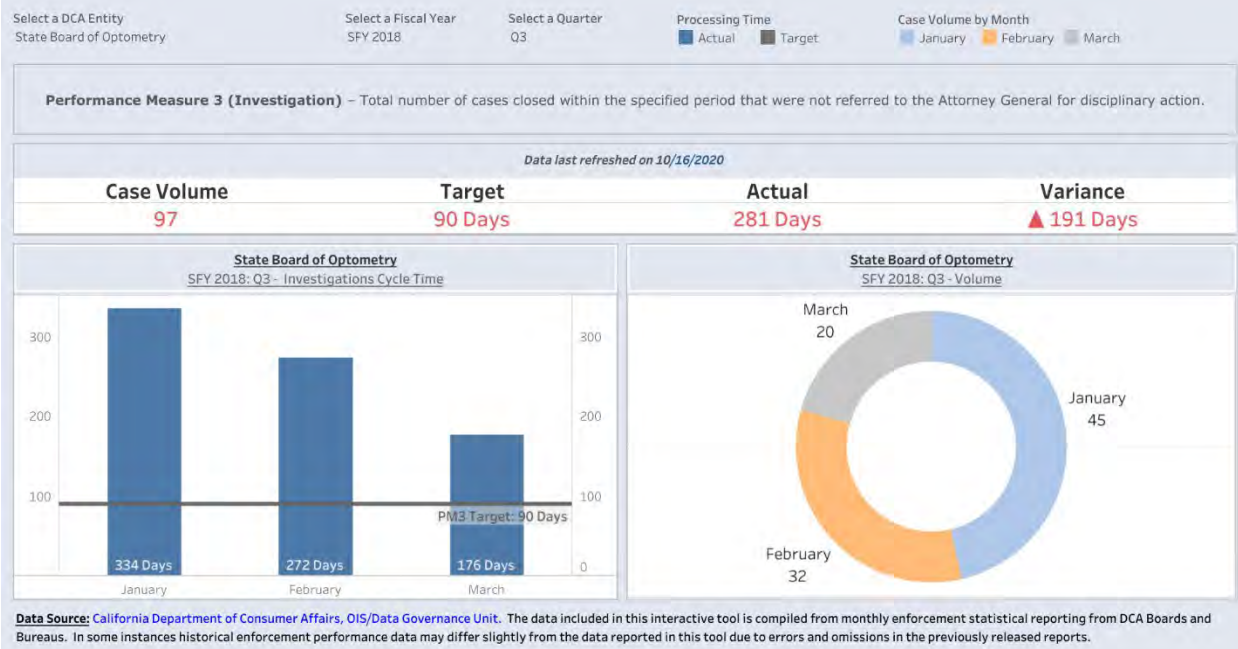 Select a DCA Entity
State Board of Optometry
Select a Fiscal Year
SFY 2018
Select a Quarter
Q3
Processing Time
Actual
Target
Case Volume by Month
January
February
March
Performance Measure 3 (Investigation) – Total number of cases closed within the specified period that were not referred to the Attorney General for disciplinary action.
Data last refreshed on 10/16/2020
Case Volume
97
Target
90 Days
Actual
281 Days
Variance
▲ 191 Days
State Board of Optometry
SFY 2018: Q3 - Investigations Cycle Time
300
200
100
300
200
100
0
PM3 Target: 90 Days
334 Days
272 Days
176 Days
January
February
March
State Board of Optometry
SFY 2018: Q3 - Volume
March
20
January
45
February
32
Data Source: California Department of Consumer Affairs, OIS/Data Governance Unit. The data included in this interactive tool is compiled from monthly enforcement statistical reporting from DCA Boards and
Bureaus. In some instances historical enforcement performance data may differ slightly from the data reported in this tool due to errors and omissions in the previously released reports.